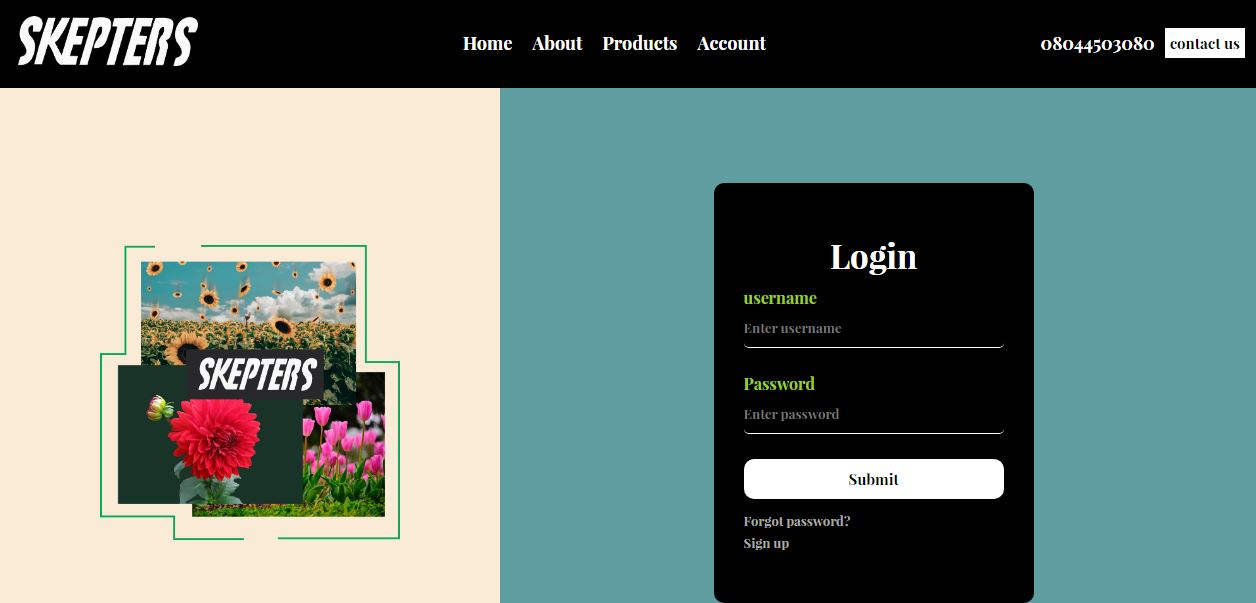 SKEPTERS
Home About Products Account
08044503080 contact us
SKEPTERS
Login
username
Enter username
Password
Enter password
Submit
Forgot password?
Sign up